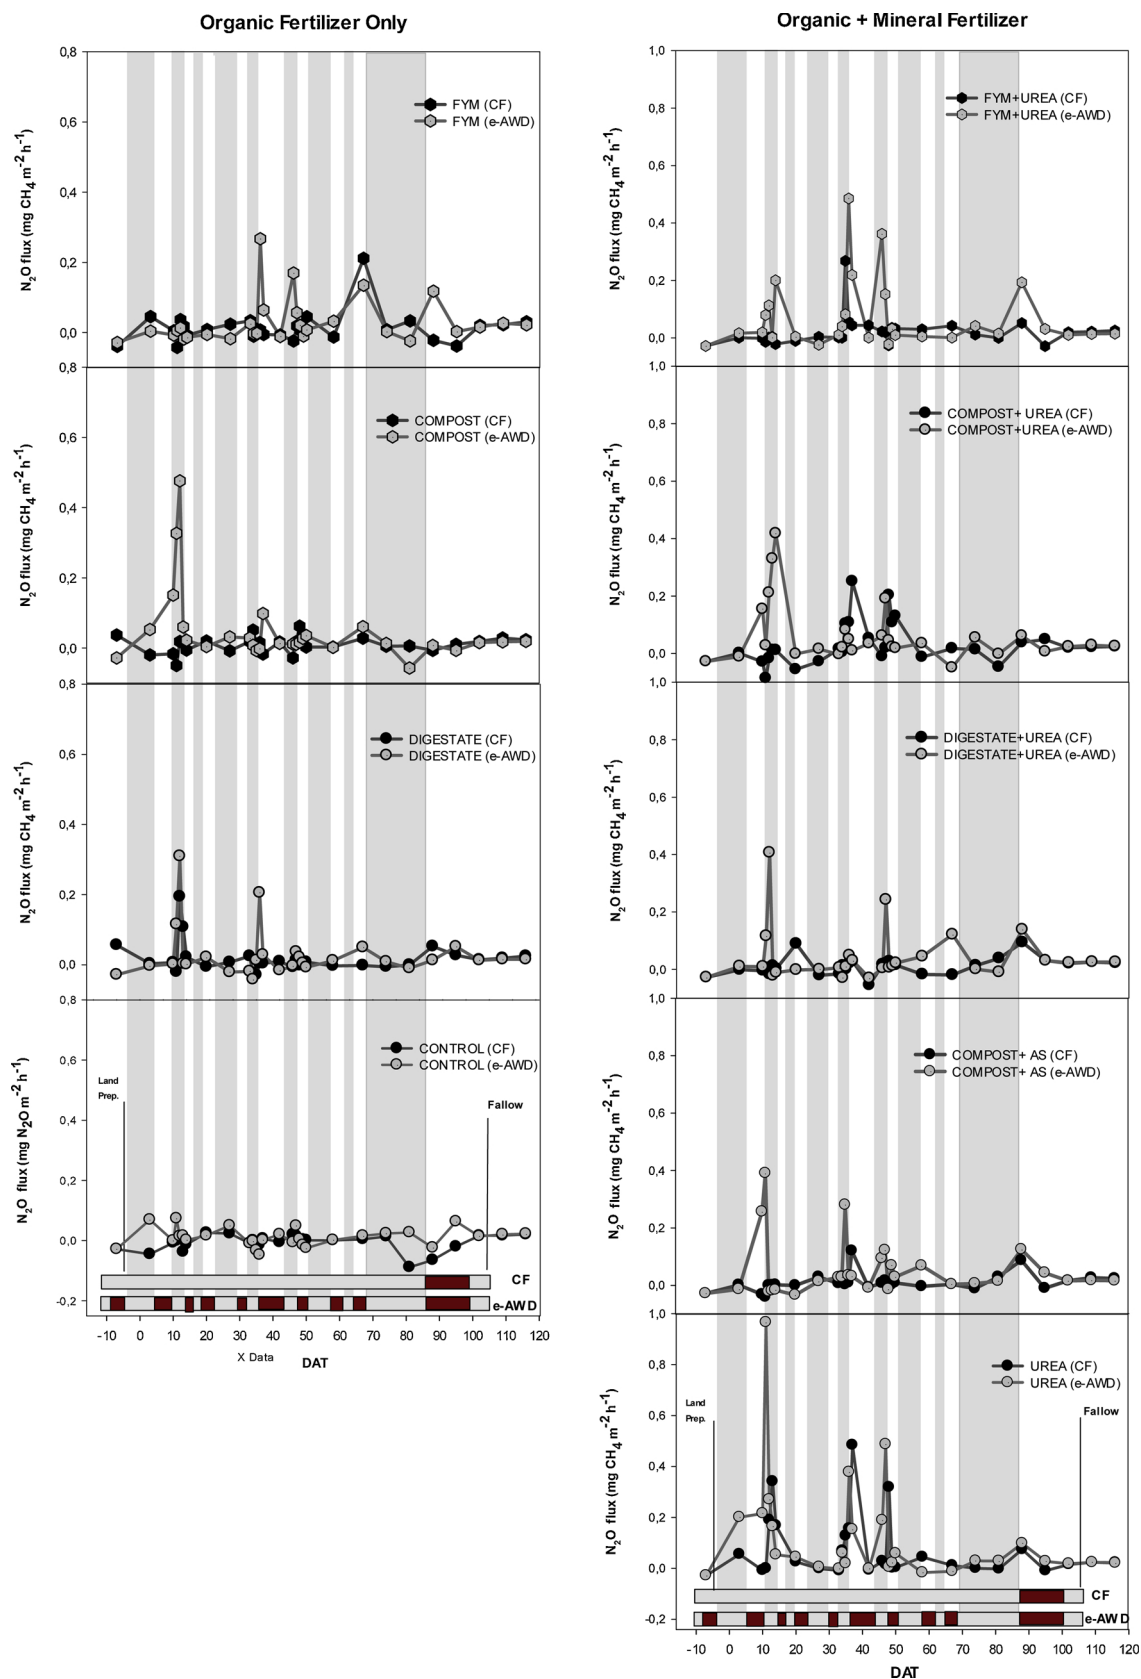 Organic Fertilizer Only
0,8
0,6
0,4
0,2
0,0
N2O flux (mg CH4 m-2 h-1)
FYM (CF)
FYM (e-AWD)
0,8
0,6
0,4
0,2
0,0
N2O flux (mg CH4 m-2 h-1)
COMPOST (CF)
COMPOST (e-AWD)
0,8
0,6
0,4
0,2
0,0
N2O flux (mg CH4 m-2 h-1)
DIGESTATE (CF)
DIGESTATE (e-AWD)
0,8
0,6
0,4
0,2
0,0
-0,2
N2O flux (mg N2O m-2 h-1)
CONTROL (CF)
CONTROL (e-AWD)
Land
Prep.
Fallow
CF
e-AWD
-10 0 10 20 30 40 50 60 70 80 90 100 110 120
X Data
DAT
Organic + Mineral Fertilizer
1,0
0,8
0,6
0,4
0,2
0,0
N2O flux (mg CH4 m-2 h-1)
FYM+UREA (CF)
FYM+UREA (e-AWD)
1,0
0,8
0,6
0,4
0,2
0,0
N2O flux (mg CH4 m-2 h-1)
COMPOST+ UREA (CF)
COMPOST+UREA (e-AWD)
1,0
0,8
0,6
0,4
0,2
0,0
N2O flux (mg CH4 m-2 h-1)
DIGESTATE+UREA (CF)
DIGESTATE+UREA (e-AWD)
1,0
0,8
0,6
0,4
0,2
0,0
N2O flux (mg CH4 m-2 h-1)
COMPOST+ AS (CF)
COMPOST+ AS (e-AWD)
1,0
0,8
0,6
0,4
0,2
0,0
-0,2
N2O flux (mg CH4 m-2 h-1)
UREA (CF)
UREA (e-AWD)
Land
Prep.
Fallow
CF
e-AWD
-10 0 10 20 30 40 50 60 70 80 90 100 110 120
DAT